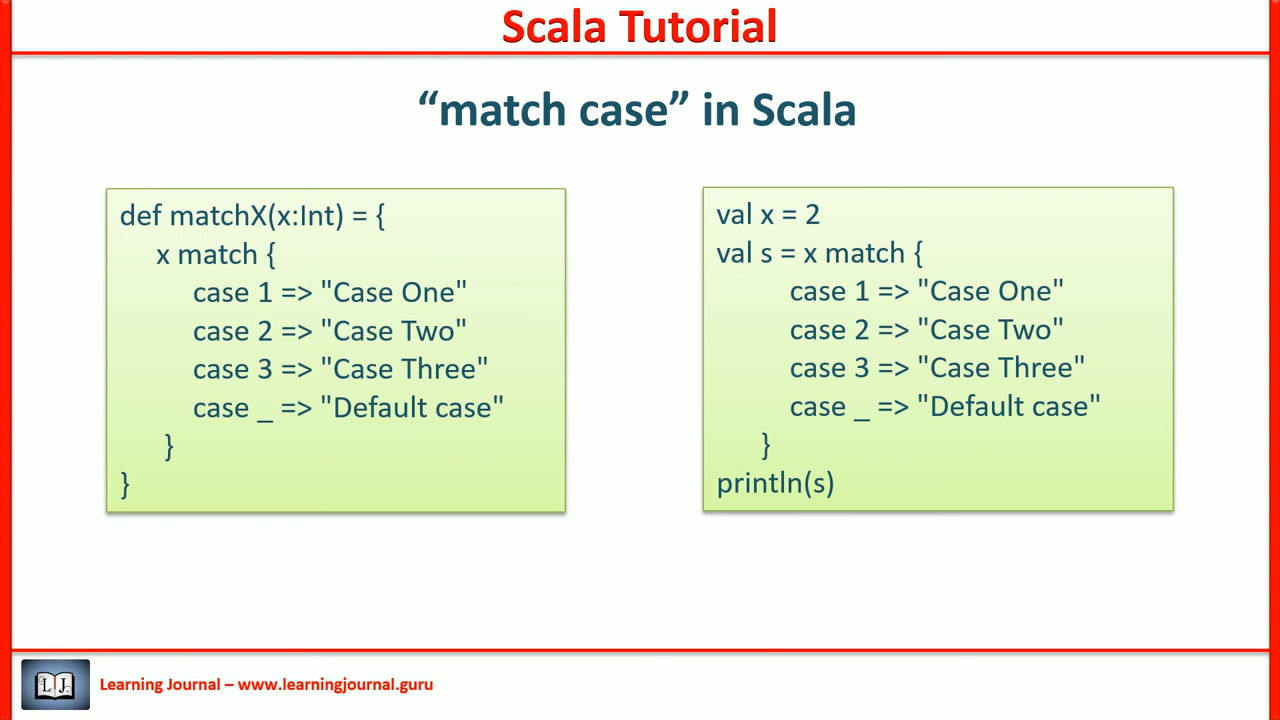 Scala Tutorial
“match case” in Scala
def matchX(x:Int) = {
x match {
case 1 => "Case One"
case 2 => "Case Two"
case 3 => "Case Three"
case _ => "Default case"
}
}
val x = 2
val s = x match {
case 1 => "Case One"
case 2 => "Case Two"
case 3 => "Case Three"
case _ => "Default case"
}
println(s)
L J
Learning Journal – www.learningjournal.guru